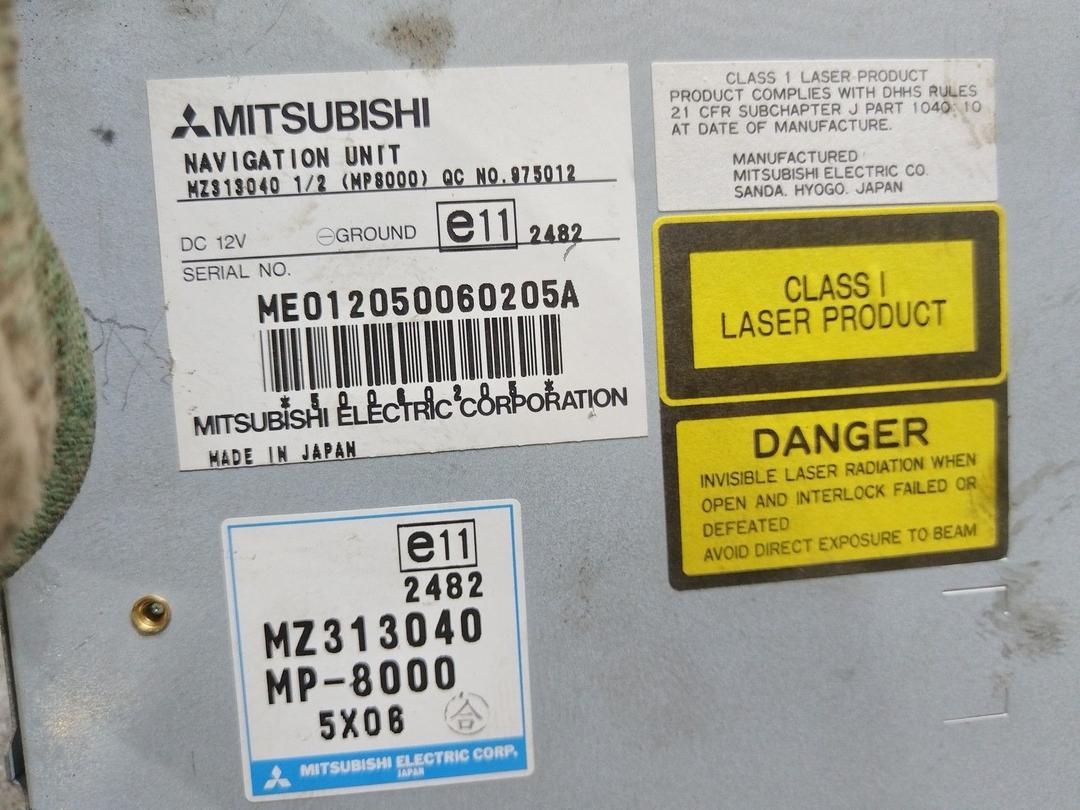 MITSUBISHI
NAVIGATION UNIT
MZ313040 1/2 (MP8000) QC NO.975012
DC 12V ⊖GROUND e11 2482
SERIAL NO.
ME012050060205A
*50060205*
MITSUBISHI ELECTRIC CORPORATION
MADE IN JAPAN
CLASS 1 LASER PRODUCT
PRODUCT COMPLIES WITH DHHS RULES
21 CFR SUBCHAPTER J PART 1040.10
AT DATE OF MANUFACTURE.
MANUFACTURED
MITSUBISHI ELECTRIC CO.
SANDA. HYOGO. JAPAN
CLASS I
LASER PRODUCT
DANGER
INVISIBLE LASER RADIATION WHEN
OPEN AND INTERLOCK FAILED OR
DEFEATED
AVOID DIRECT EXPOSURE TO BEAM
e11
2482
MZ313040
MP-8000
5X06 合
MITSUBISHI ELECTRIC CORP.
JAPAN